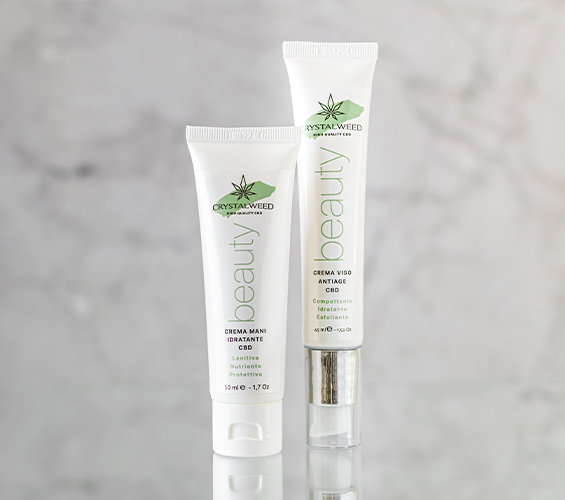 CRYSTALWEED
HIGH QUALITY CBD
beauty
CREMA MANI
IDRATANTE
CBD
Lenitiva
Nutriente
Protettiva
50 ml e - 1,7 Oz
CRYSTALWEED
HIGH QUALITY CBD
beauty
CREMA VISO
ANTIAGE
CBD
Compattante
Idratante
Esfoliante
45 ml e - 1,52 Oz